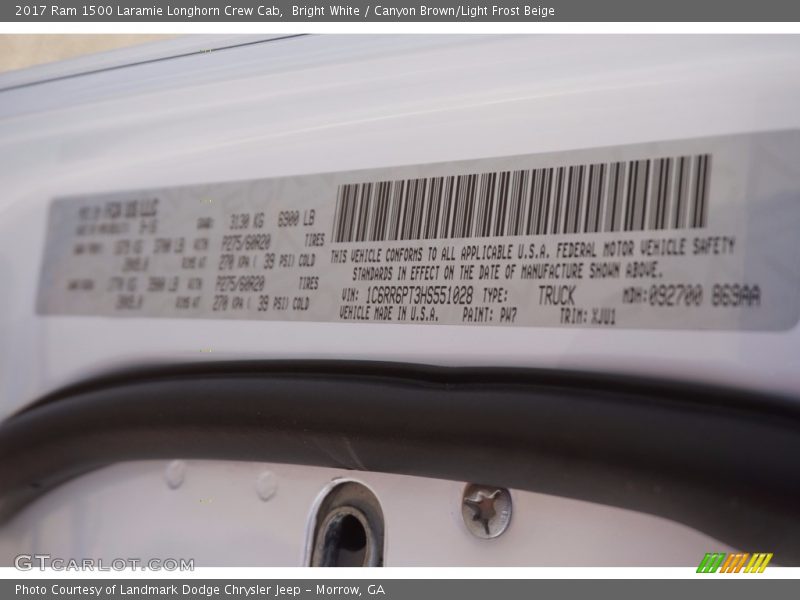 2017 Ram 1500 Laramie Longhorn Crew Cab, Bright White / Canyon Brown/Light Frost Beige
FCA US LLC
3130 KG 6900 LB
P275/60R20 TIRES
270 KPA ( 39 PSI) COLD
P275/60R20 TIRES
270 KPA ( 39 PSI) COLD
THIS VEHICLE CONFORMS TO ALL APPLICABLE U.S.A. FEDERAL MOTOR VEHICLE SAFETY
STANDARDS IN EFFECT ON THE DATE OF MANUFACTURE SHOWN ABOVE.
VIN: 1C6RR6PT3HS551028 TYPE: TRUCK MDH:092700 869AA
VEHICLE MADE IN U.S.A. PAINT: PW7 TRIM: XJU1
GTCARLOT.COM
Photo Courtesy of Landmark Dodge Chrysler Jeep – Morrow, GA